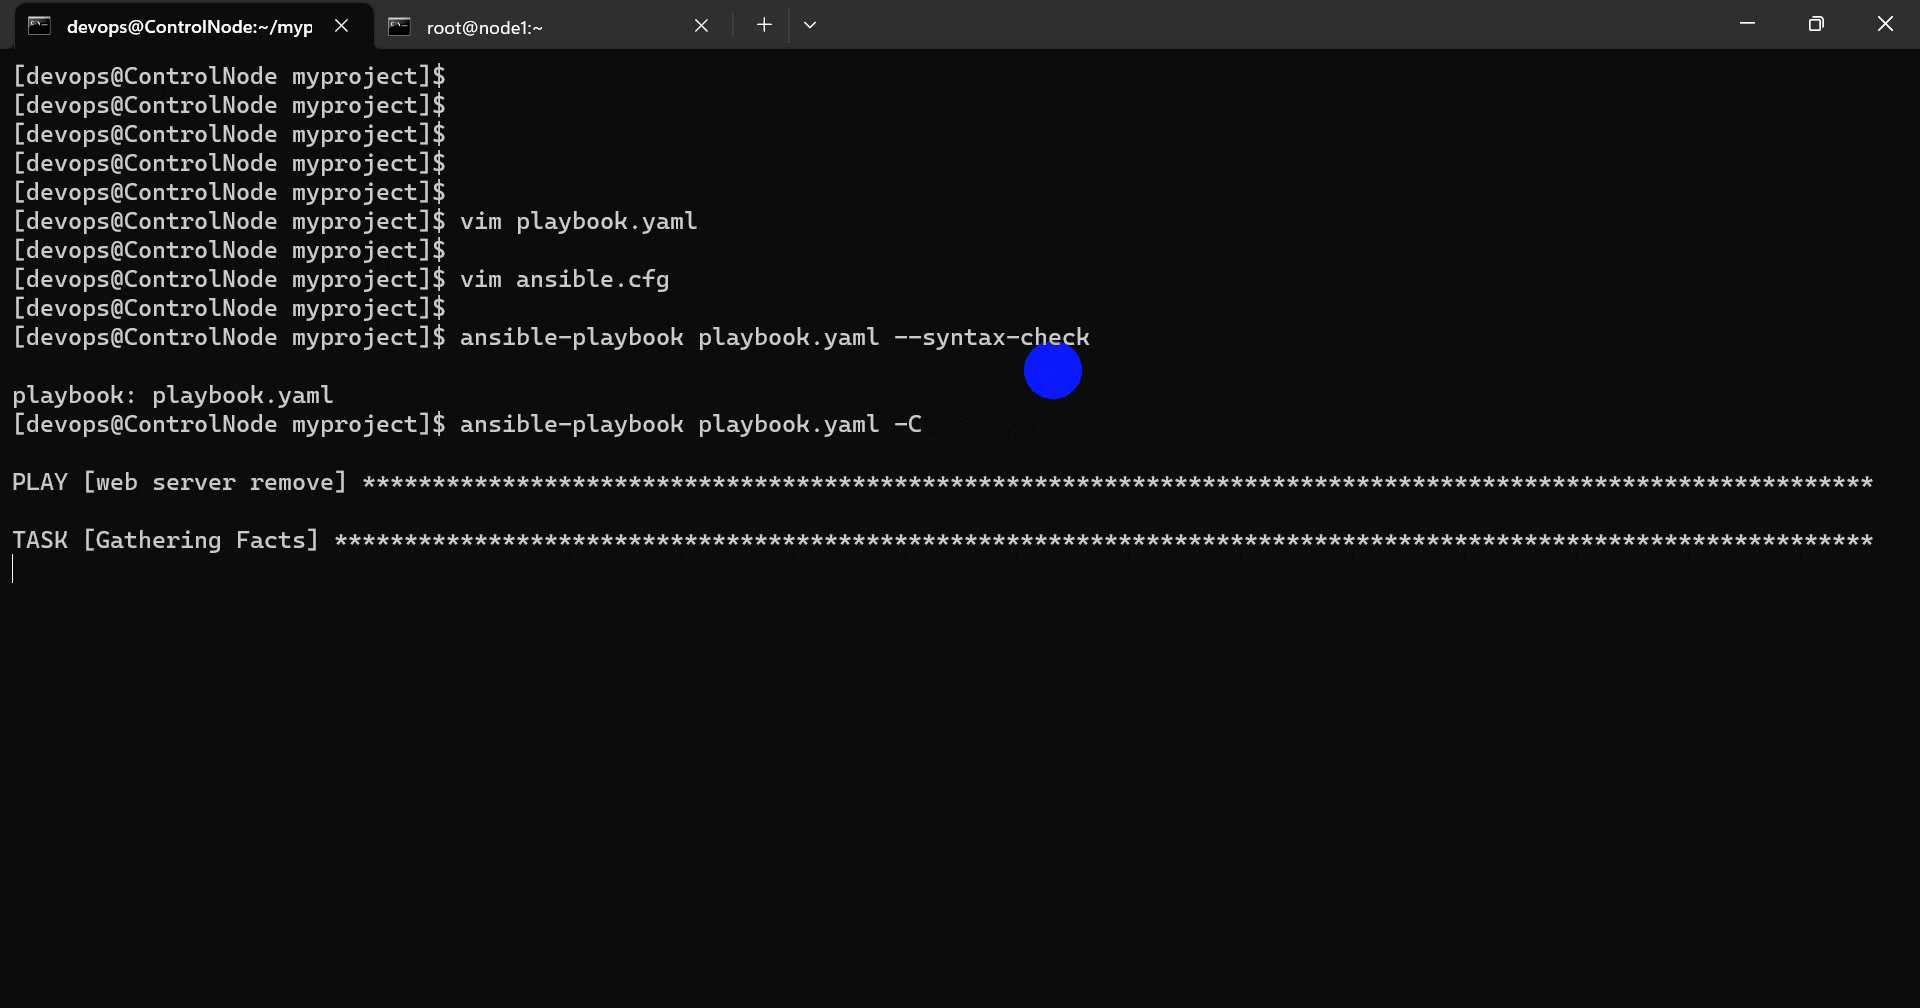 devops@ControlNode:~/myp
root@node1:~
[devops@ControlNode myproject]$
[devops@ControlNode myproject]$
[devops@ControlNode myproject]$
[devops@ControlNode myproject]$
[devops@ControlNode myproject]$
[devops@ControlNode myproject]$ vim playbook.yaml
[devops@ControlNode myproject]$
[devops@ControlNode myproject]$ vim ansible.cfg
[devops@ControlNode myproject]$
[devops@ControlNode myproject]$ ansible-playbook playbook.yaml --syntax-check
playbook: playbook.yaml
[devops@ControlNode myproject]$ ansible-playbook playbook.yaml -C
PLAY [web server remove] ************************************************************************************************************
TASK [Gathering Facts] **************************************************************************************************************